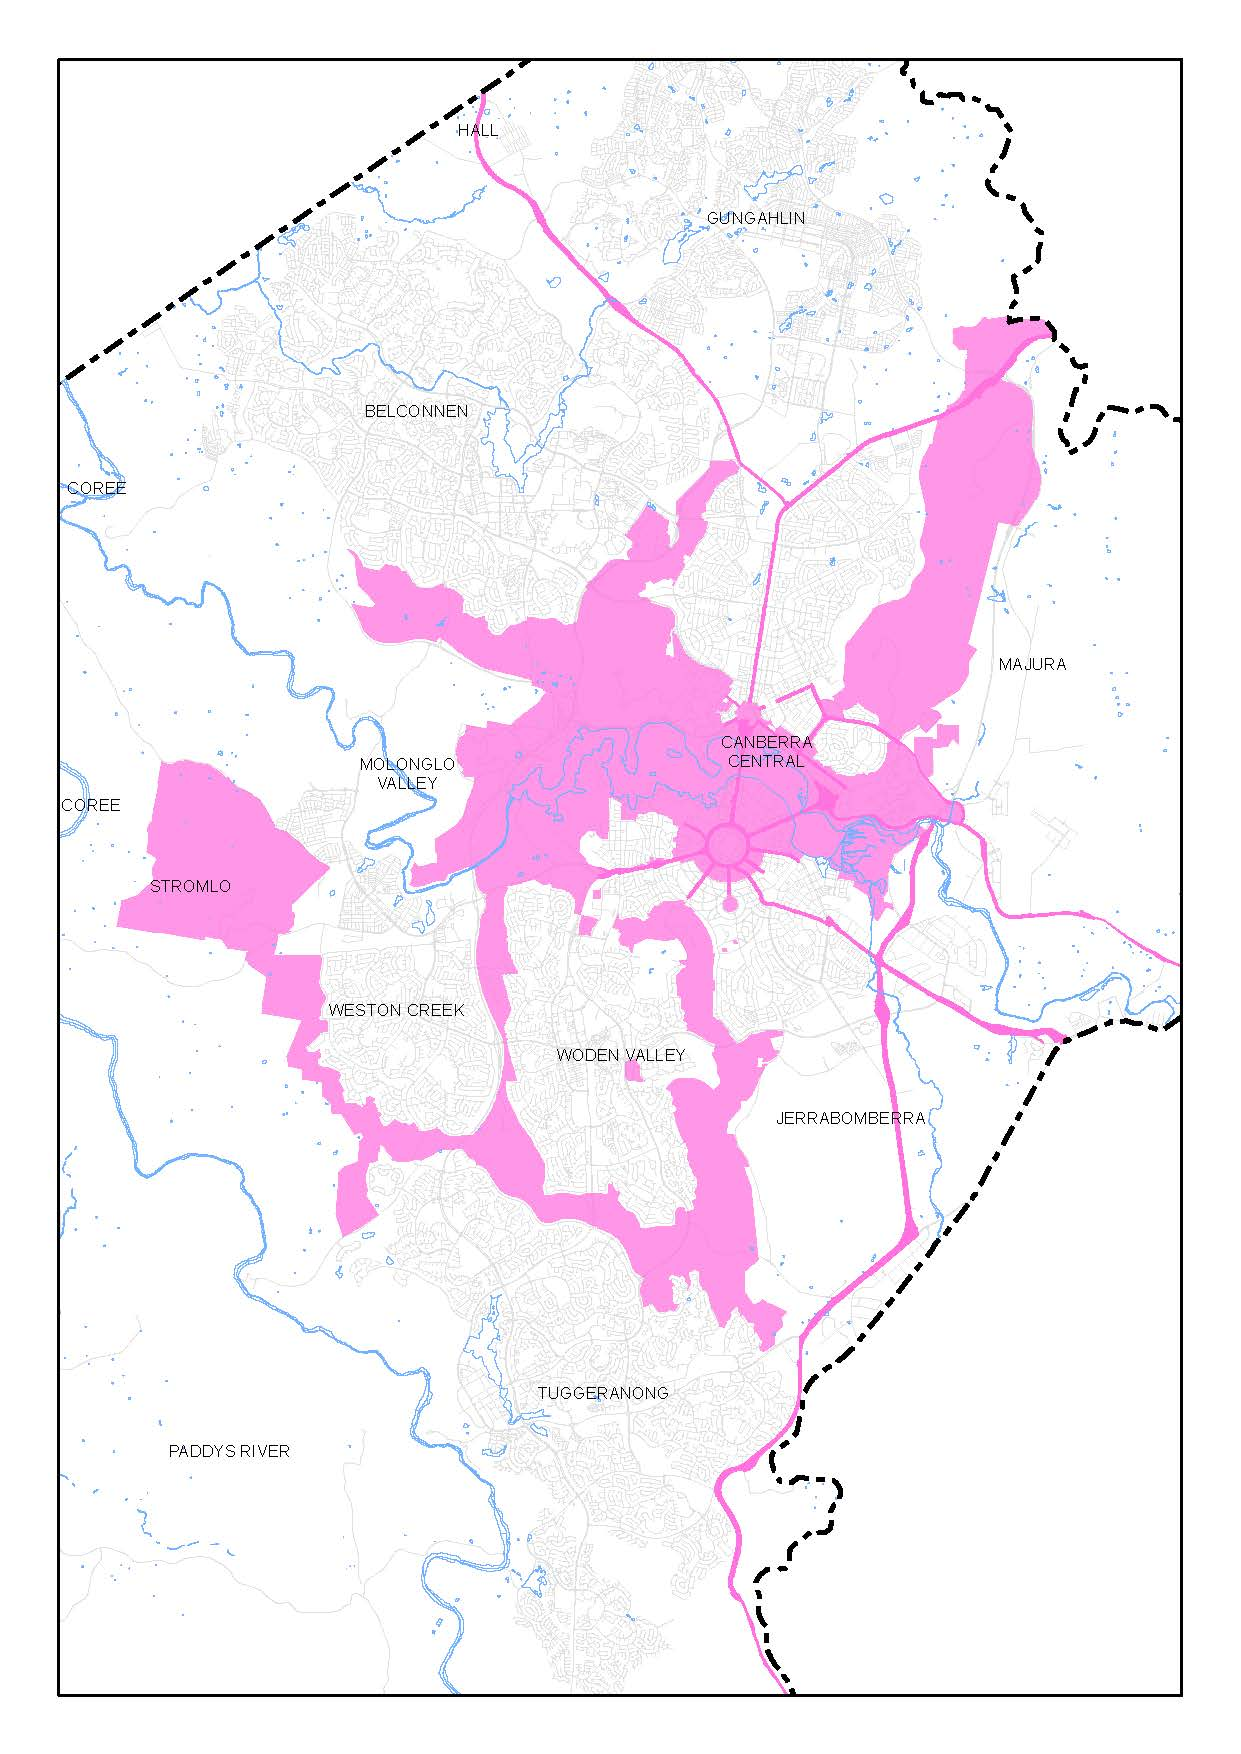 HALL
GUNGAHLIN
BELCONNEN
COREE
MAJURA
CANBERRA
CENTRAL
MOLONGLO
VALLEY
COREE
STROMLO
WESTON CREEK
WODEN VALLEY
JERRABOMBERRA
TUGGERANONG
PADDYS RIVER